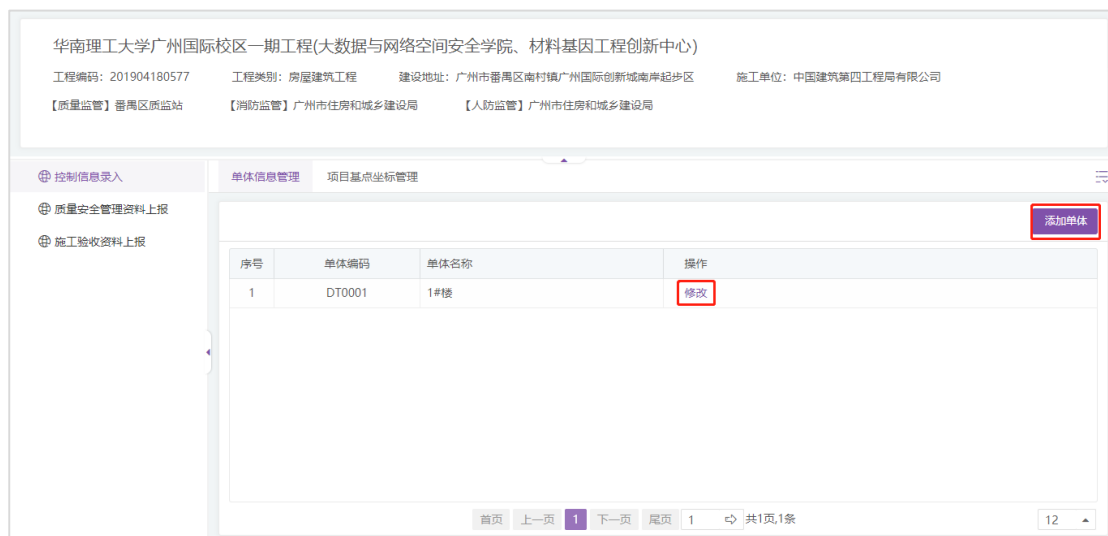 华南理工大学广州国际校区一期工程(大数据与网络空间安全学院、材料基因工程创新中心)
工程编码：201904180577 工程类别：房屋建筑工程 建设地址：广州市番禺区南村镇广州国际创新城南岸起步区 施工单位：中国建筑第四工程局有限公司
【质量监管】番禺区质监站 【消防监管】广州市住房和城乡建设局 【人防监管】广州市住房和城乡建设局
控制信息录入 单体信息管理 项目基点坐标管理
质量安全管理资料上报
添加单体
施工验收资料上报
序号 单体编码 单体名称 操作
1 DT0001 1#楼 修改
首页 上一页 1 下一页 尾页 1 共1页,1条 12